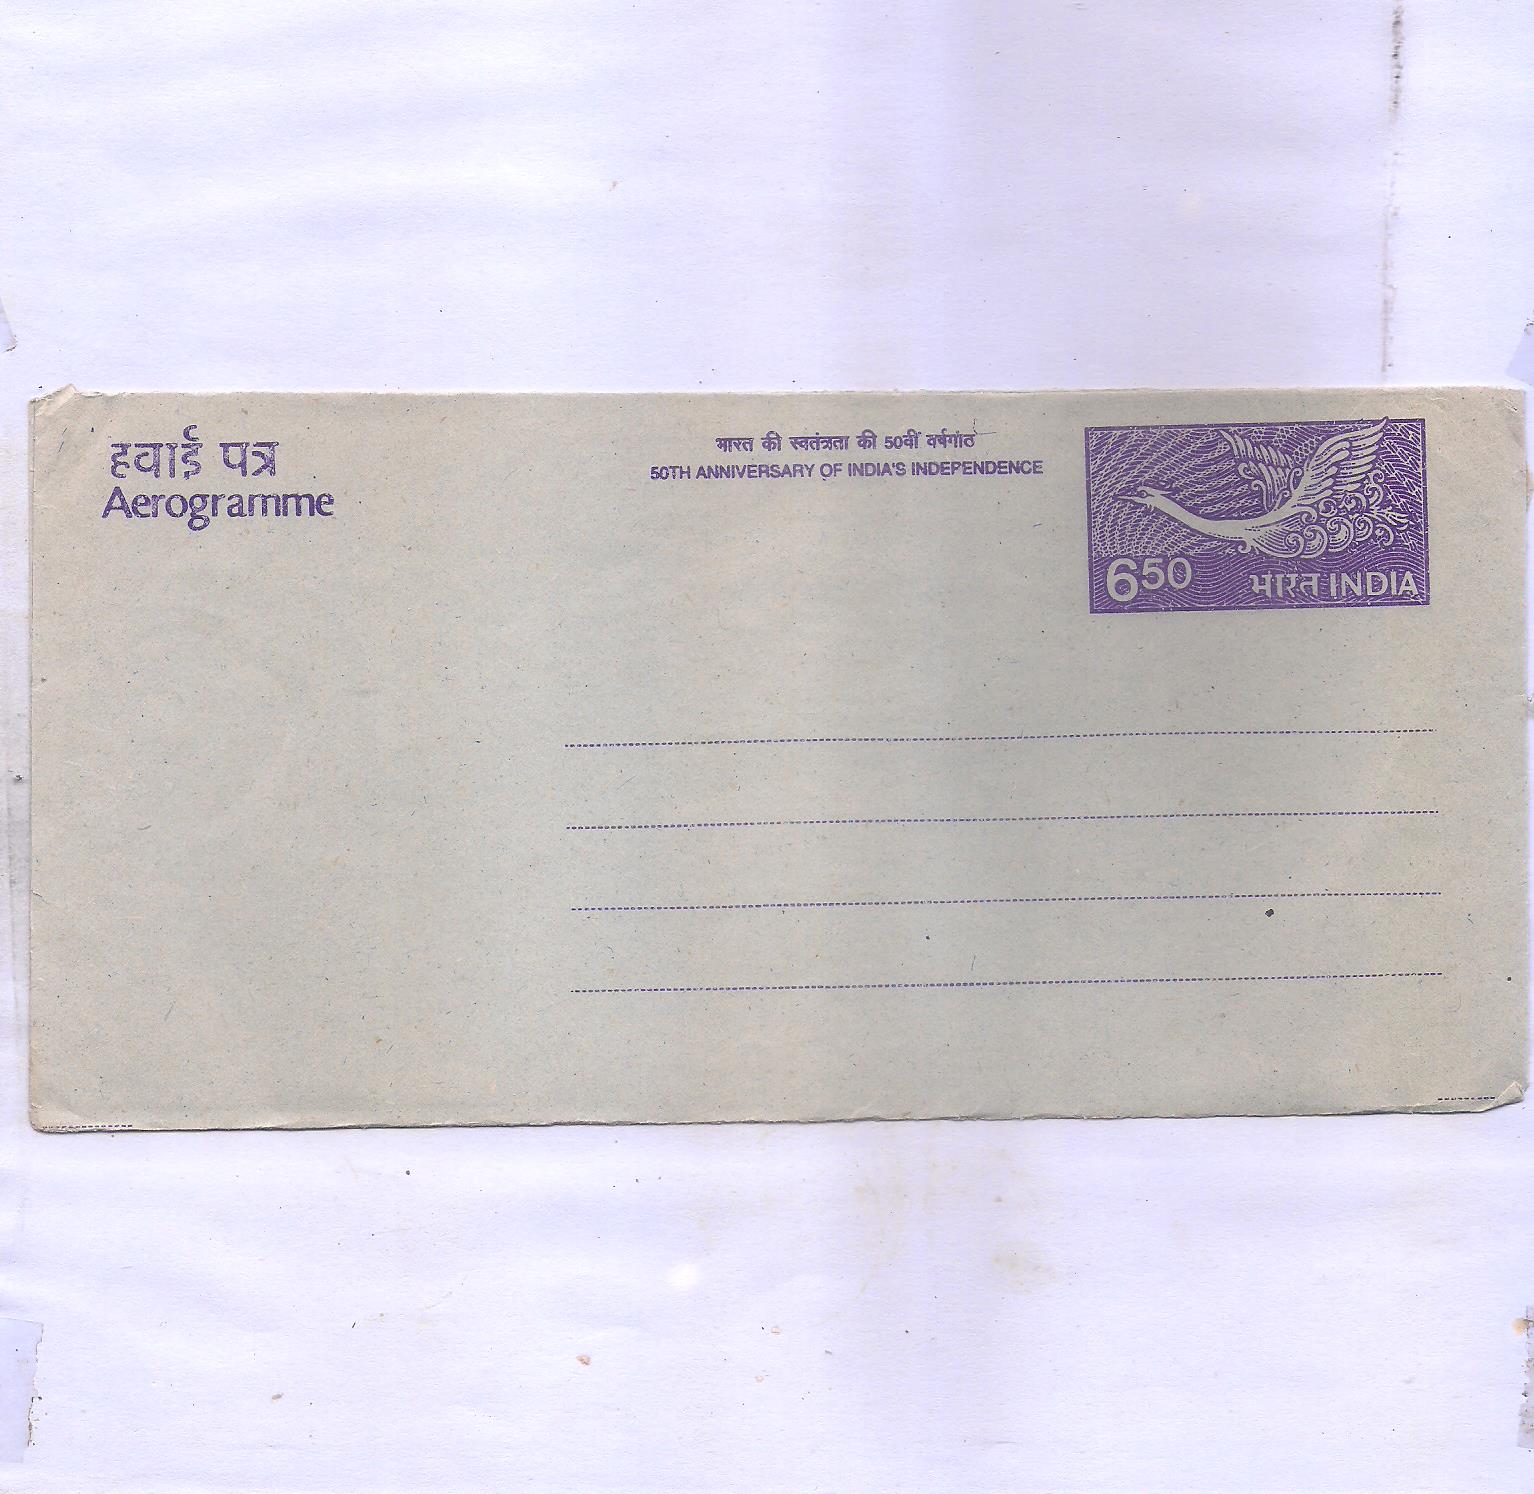 हवाई पत्र
Aerogramme
भारत की स्वतंत्रता की 50वीं वर्षगांठ
50TH ANNIVERSARY OF INDIA'S INDEPENDENCE
650
भारत INDIA